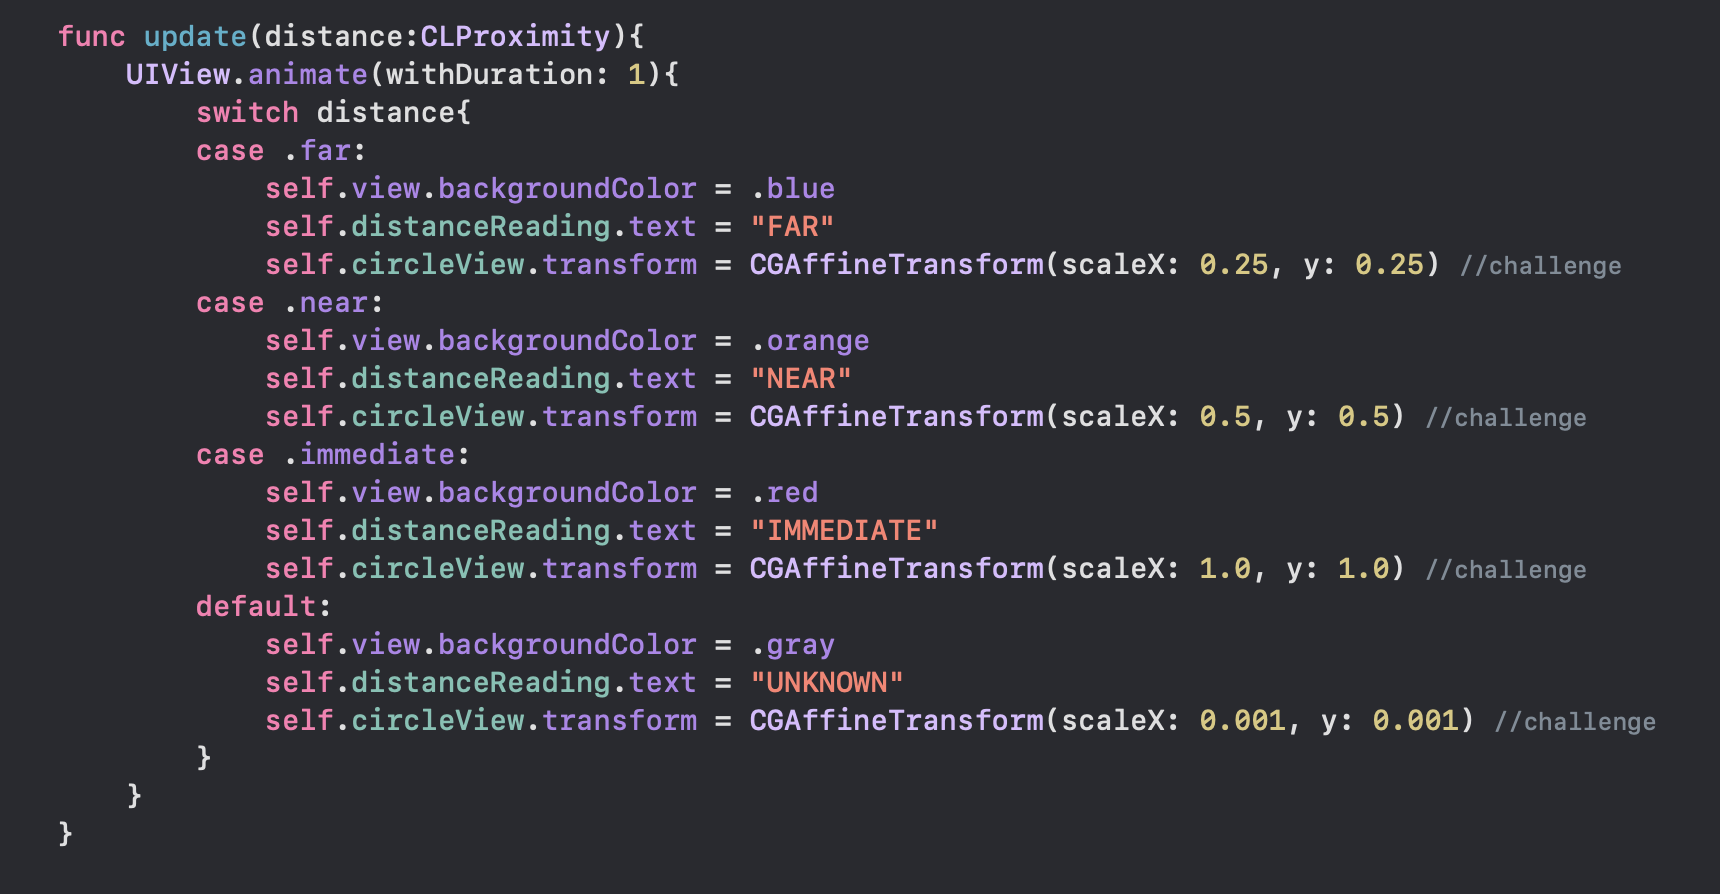 func update(distance:CLProximity){
    UIView.animate(withDuration: 1){
        switch distance{
        case .far:
            self.view.backgroundColor = .blue
            self.distanceReading.text = "FAR"
            self.circleView.transform = CGAffineTransform(scaleX: 0.25, y: 0.25) //challenge
        case .near:
            self.view.backgroundColor = .orange
            self.distanceReading.text = "NEAR"
            self.circleView.transform = CGAffineTransform(scaleX: 0.5, y: 0.5) //challenge
        case .immediate:
            self.view.backgroundColor = .red
            self.distanceReading.text = "IMMEDIATE"
            self.circleView.transform = CGAffineTransform(scaleX: 1.0, y: 1.0) //challenge
        default:
            self.view.backgroundColor = .gray
            self.distanceReading.text = "UNKNOWN"
            self.circleView.transform = CGAffineTransform(scaleX: 0.001, y: 0.001) //challenge
        }
    }
}